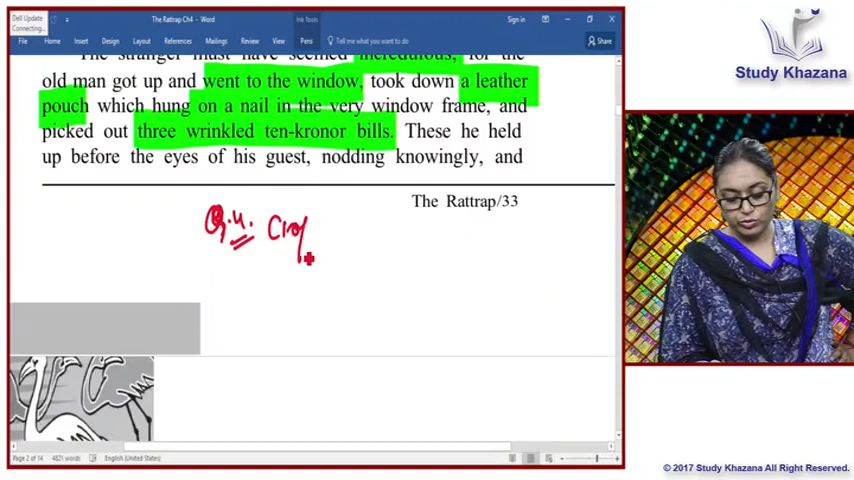 Dell Update
Connecting...
The Rattrap Ch4 - Word
Ink Tools
Sign in
File Home Insert Design Layout References Mailings Review View Pens Tell me what you want to do Share
The stranger must have seemed incredulous, for the
old man got up and went to the window, took down a leather
pouch which hung on a nail in the very window frame, and
picked out three wrinkled ten-kronor bills. These he held
up before the eyes of his guest, nodding knowingly, and
The Rattrap/33
Q.4.
Page 2 of 14 4821 words English (United States)
Study Khazana
© 2017 Study Khazana All Right Reserved.